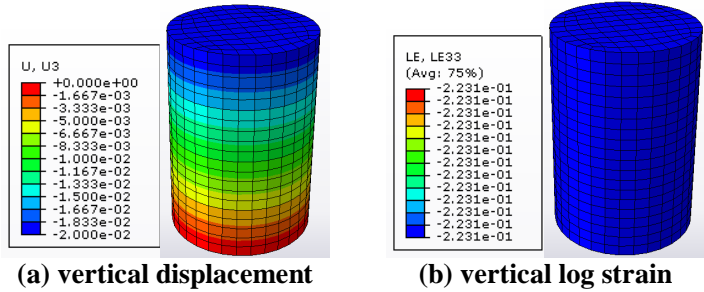 U, U3
+0.000e+00
-1.667e-03
-3.333e-03
-5.000e-03
-6.667e-03
-8.333e-03
-1.000e-02
-1.167e-02
-1.333e-02
-1.500e-02
-1.667e-02
-1.833e-02
-2.000e-02
(a) vertical displacement
LE, LE33
(Avg: 75%)
-2.231e-01
-2.231e-01
-2.231e-01
-2.231e-01
-2.231e-01
-2.231e-01
-2.231e-01
-2.231e-01
-2.231e-01
-2.231e-01
-2.231e-01
-2.231e-01
-2.231e-01
(b) vertical log strain